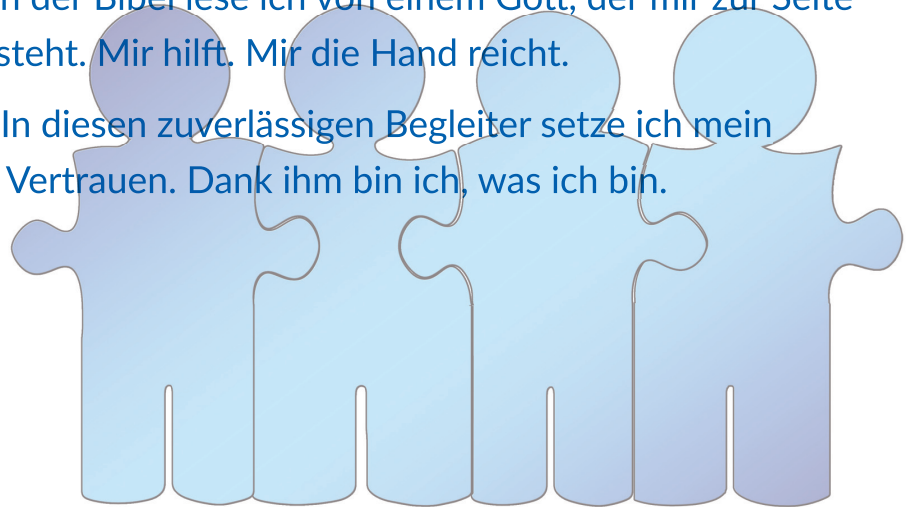 der Bibel lese ich von einem Gott, der mir zur Seite
steht. Mir hilft. Mir die Hand reicht.
In diesen zuverlässigen Begleiter setze ich mein
Vertrauen. Dank ihm bin ich, was ich bin.